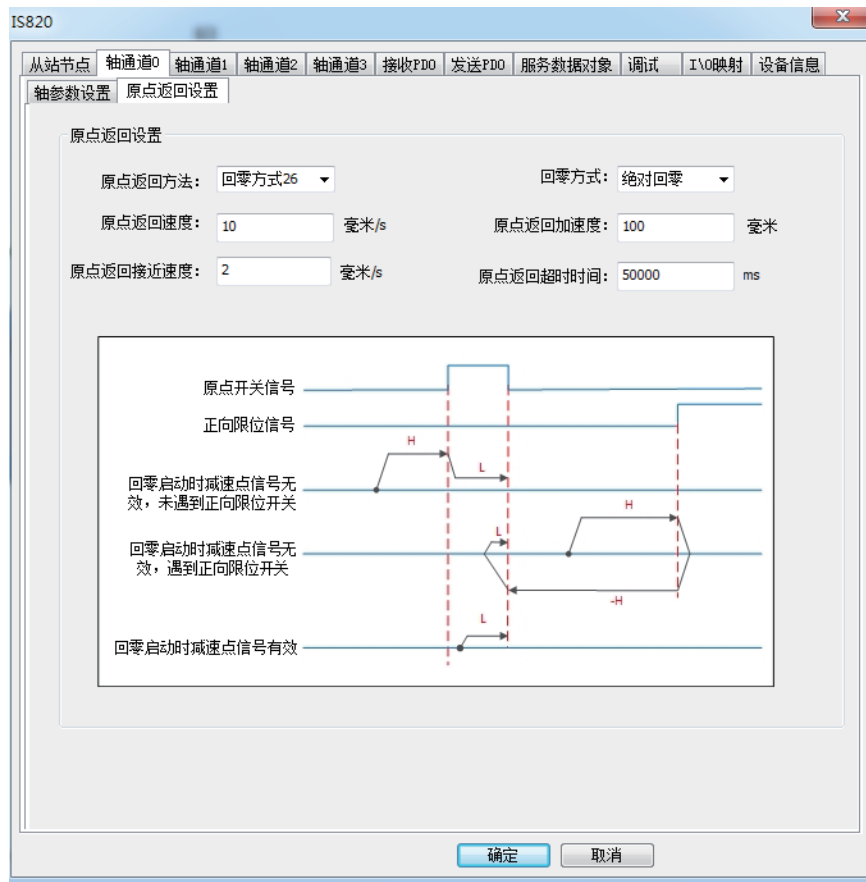 IS820
从站节点 轴通道0 轴通道1 轴通道2 轴通道3 接收PDO 发送PDO 服务数据对象 调试 I\O映射 设备信息
轴参数设置 原点返回设置
原点返回设置
原点返回方法: 回零方式26 回零方式: 绝对回零
原点返回速度: 10 毫米/s 原点返回加速度: 100 毫米
原点返回接近速度: 2 毫米/s 原点返回超时时间: 50000 ms
原点开关信号
正向限位信号
H
L
回零启动时减速点信号无
效，未遇到正向限位开关
H
L
回零启动时减速点信号无
效，遇到正向限位开关
-H
L
回零启动时减速点信号有效
确定 取消